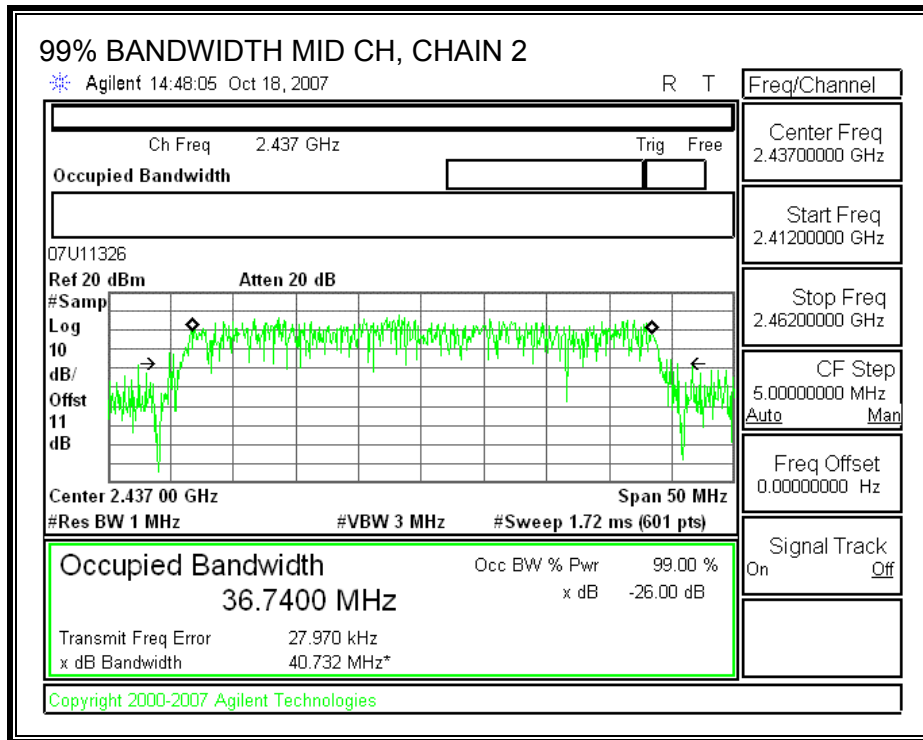 99% BANDWIDTH MID CH, CHAIN 2
Agilent 14:48:05 Oct 18, 2007 R T
Freq/Channel
Ch Freq 2.437 GHz Trig Free
Occupied Bandwidth
Center Freq
2.43700000 GHz
Start Freq
2.41200000 GHz
Stop Freq
2.46200000 GHz
CF Step
5.00000000 MHz
Auto Man
Freq Offset
0.00000000 Hz
Signal Track
On Off
07U11326
Ref 20 dBm Atten 20 dB
#Samp
Log
10
dB/
Offst
11
dB
Center 2.437 00 GHz Span 50 MHz
#Res BW 1 MHz #VBW 3 MHz #Sweep 1.72 ms (601 pts)
Occupied Bandwidth Occ BW % Pwr 99.00 %
36.7400 MHz x dB -26.00 dB
Transmit Freq Error 27.970 kHz
x dB Bandwidth 40.732 MHz*
Copyright 2000-2007 Agilent Technologies